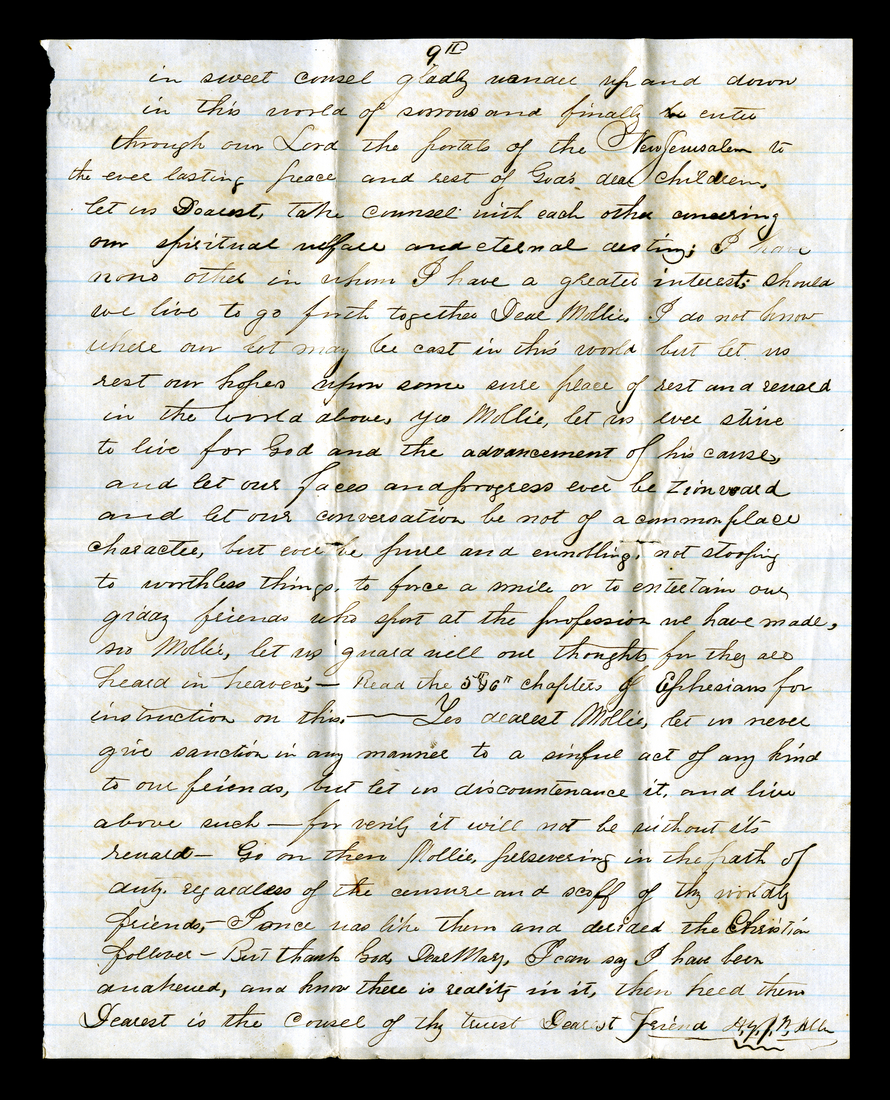 9th
in sweet counsel gladly wander up and down
in this world of sorrows and finally to enter
through our Lord the portals of the New Jerusalem to
the ever lasting peace and rest of God's dear children,
let us Dearest, take counsel with each other concerning
our spiritual wellfare and eternal destiny; I have
none other in whom I have a greater interest; should
we live to go forth together Dear Mollie, I do not know
where our lot may be cast in this world but let us
rest our hopes upon some sure place of rest and reward
in the World above, yes Mollie, let us ever strive
to live for God and the advancement of his cause,
and let our faces and progress ever be Zionward
and let our conversation be not of a common place
character, but ever be pure and ennobling, not stooping
to worthless things, to force a smile or to entertain our
giddy friends who sport at the profession we have made,
no Mollie, let us guard well our thoughts for they are
heard in heaven; — Read the 5th & 6th chapters of Ephesians for
instruction on this. — Yes dearest Mollie, let us never
give sanction in any manner to a sinful act of any kind
to our friends, but let us discountenance it, and live
above such — for verily it will not be without its
reward — Go on then Mollie, persevering in the path of
duty, regardless of the censure and scoff of thy worldly
friends, — I once was like them and derided the Christian
follower — But thank God, Dear Mary, I can say I have been
awakened, and know there is reality in it, then heed them
Dearest is the counsel of thy truest Dearest friend